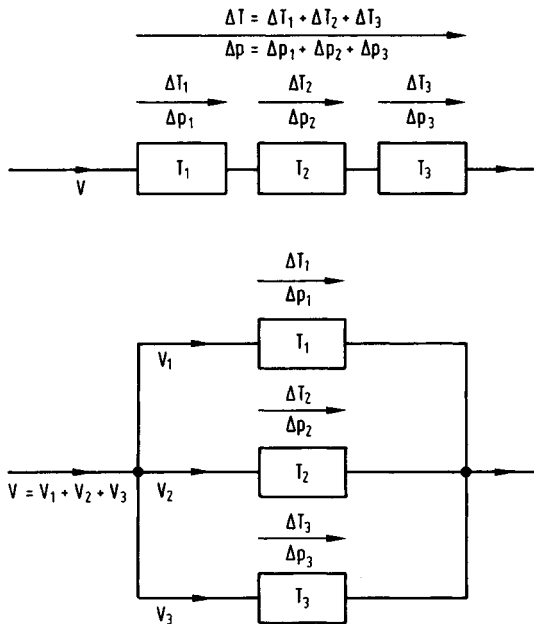 ΔT = ΔT₁ + ΔT₂ + ΔT₃
Δp = Δp₁ + Δp₂ + Δp₃
ΔT₁ ΔT₂ ΔT₃
Δp₁ Δp₂ Δp₃
T₁ T₂ T₃
V
ΔT₁
Δp₁
T₁
V₁
ΔT₂
Δp₂
T₂
V = V₁ + V₂ + V₃ V₂
ΔT₃
Δp₃
T₃
V₃